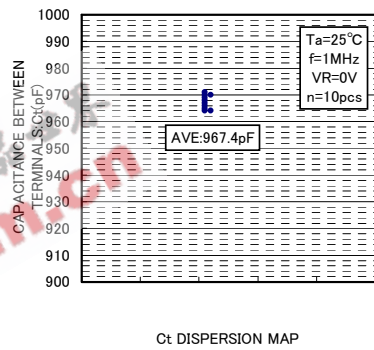 1000
990
980
970
960
950
940
930
920
910
900
CAPACITANCE BETWEEN
TERMINALS:Ct(pF)
Ta=25℃
f=1MHz
VR=0V
n=10pcs
AVE:967.4pF
Ct DISPERSION MAP